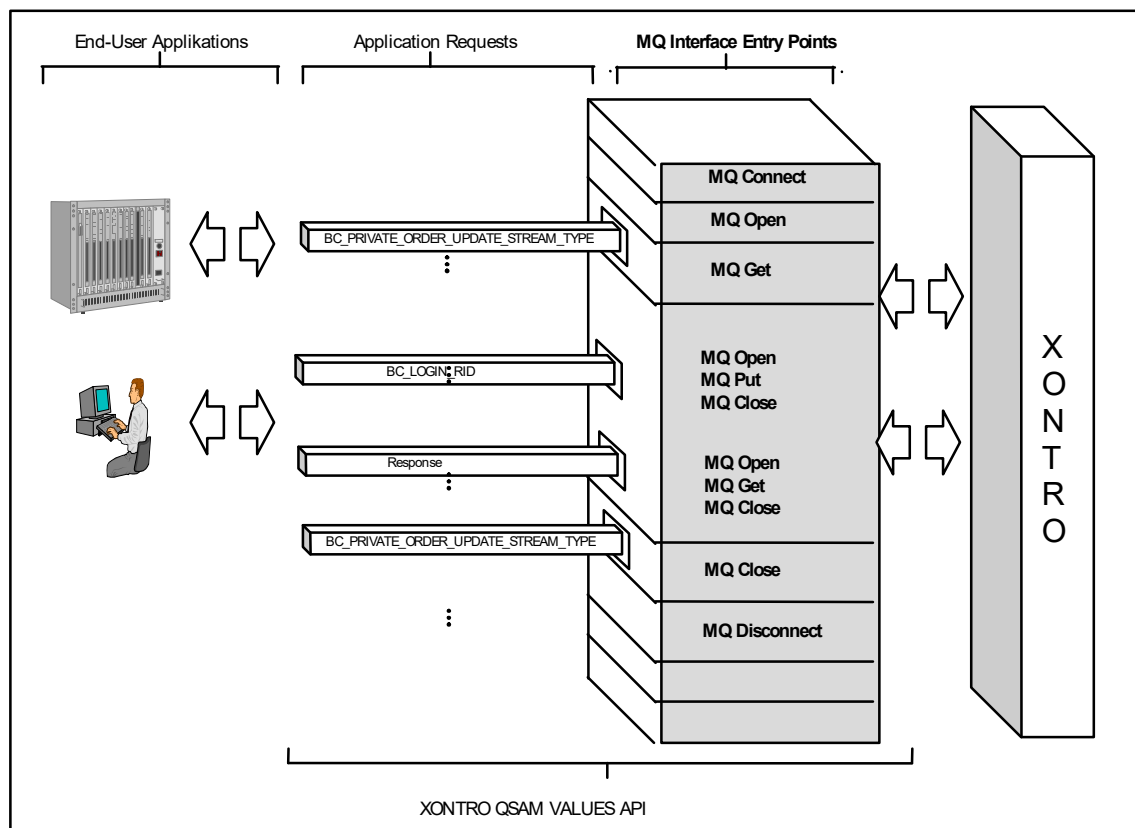 End-User Applikations
Application Requests
MQ Interface Entry Points
MQ Connect
MQ Open
BC_PRIVATE_ORDER_UPDATE_STREAM_TYPE
MQ Get
MQ Open
BC_LOGIN_RID
MQ Put
MQ Close
Response
MQ Open
MQ Get
MQ Close
BC_PRIVATE_ORDER_UPDATE_STREAM_TYPE
MQ Close
MQ Disconnect
XONTRO
XONTRO QSAM VALUES API